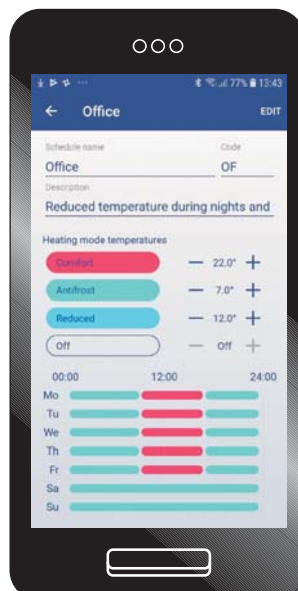 77% 13:43
Office EDIT
Schedule name Code
Office OF
Description
Reduced temperature during nights and
Heating mode temperatures
Comfort — 22.0° +
Antifrost — 7.0° +
Reduced — 12.0° +
Off — Off +
00:00 12:00 24:00
Mo
Tu
We
Th
Fr
Sa
Su